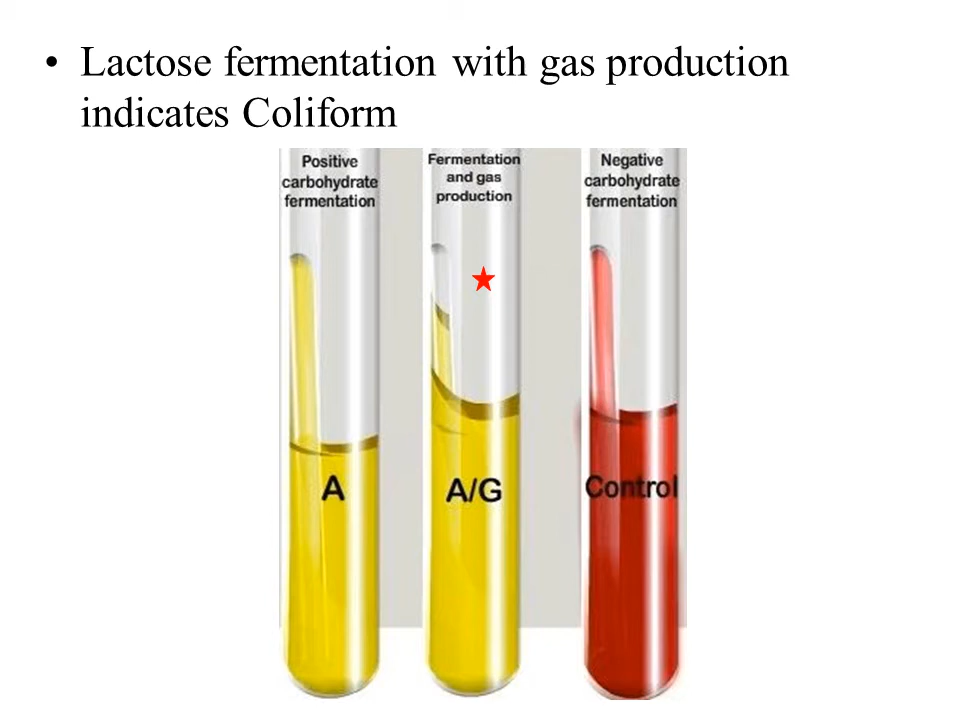 • Lactose fermentation with gas production
indicates Coliform
Positive
carbohydrate
fermentation
Fermentation
and gas
production
Negative
carbohydrate
fermentation
A
A/G
Control